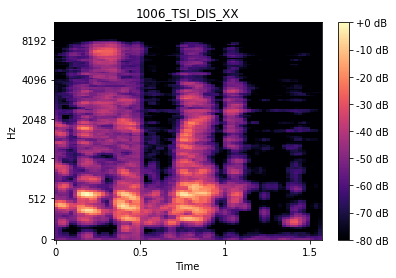 1006_TSI_DIS_XX
8192
4096
2048
1024
512
0
Hz
0
0.5
1
1.5
Time
+0 dB
-10 dB
-20 dB
-30 dB
-40 dB
-50 dB
-60 dB
-70 dB
-80 dB